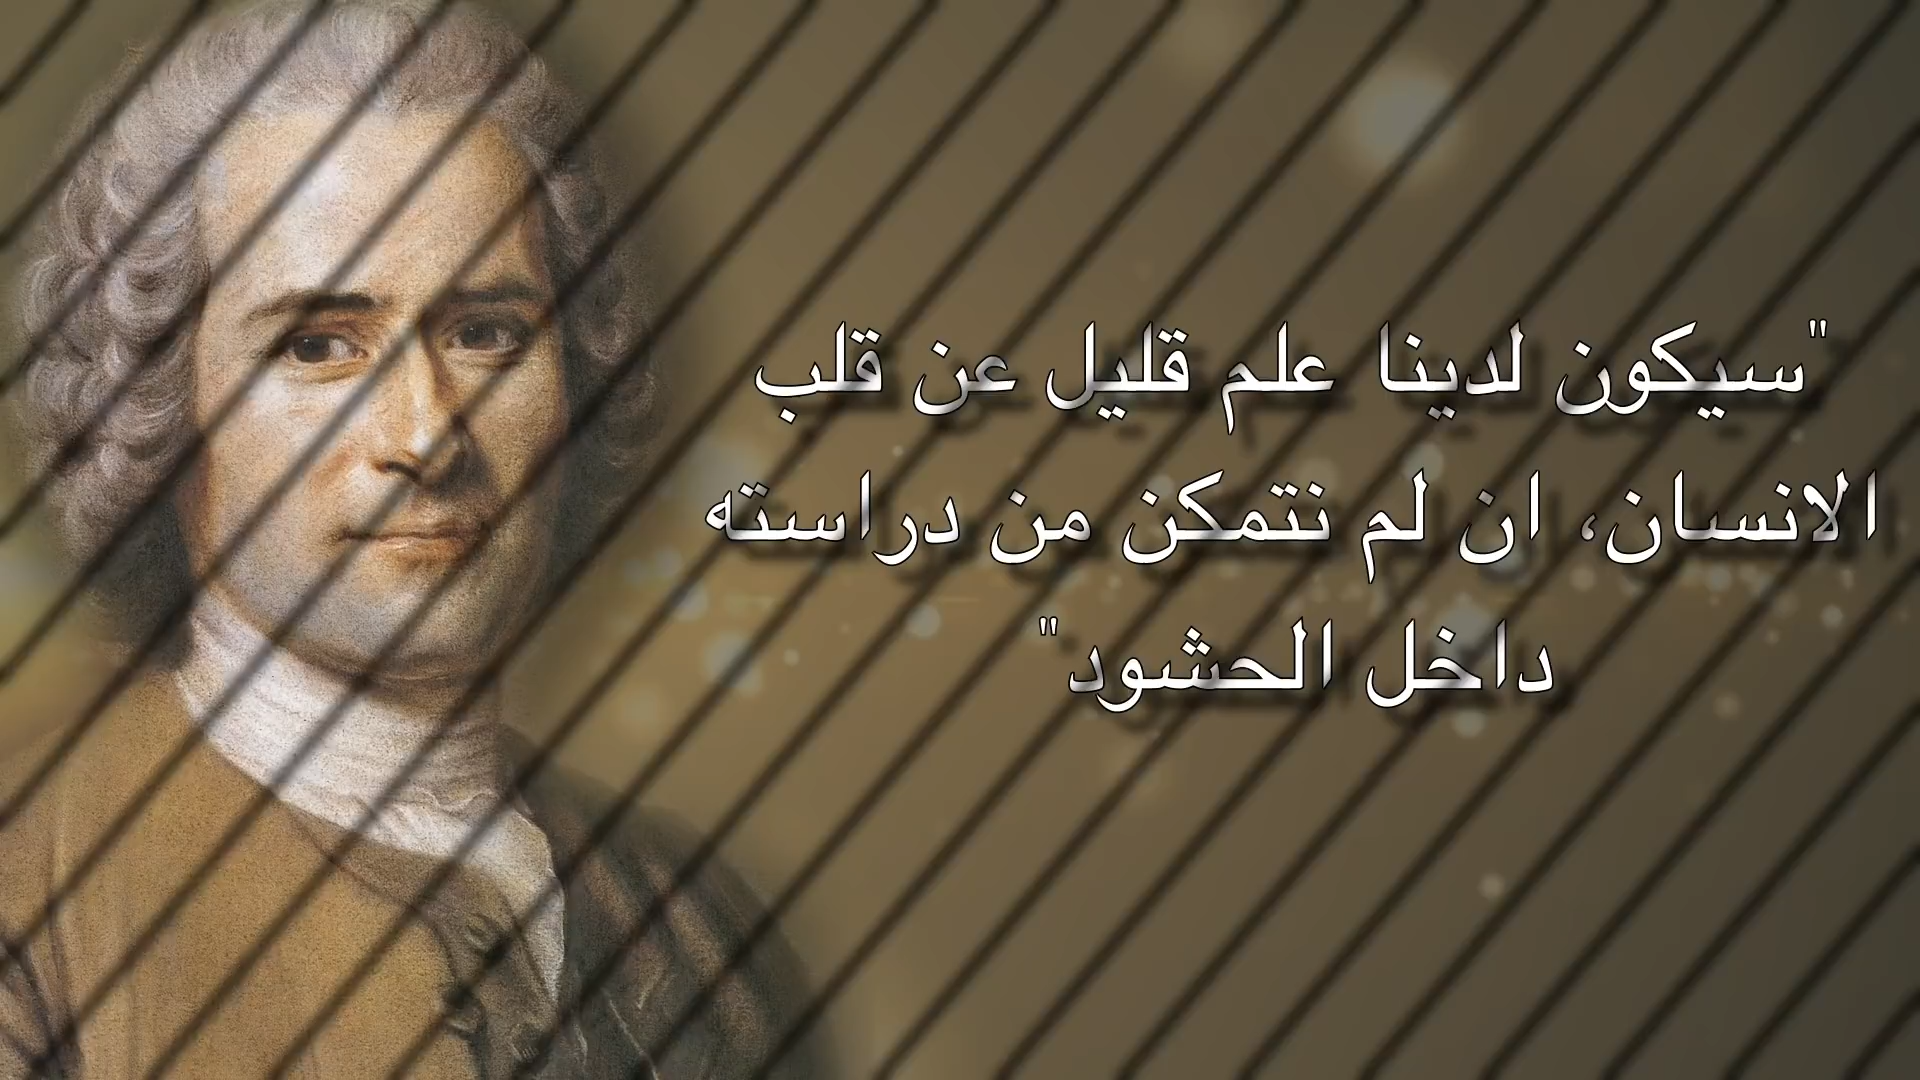 "سيكون لدينا علم قليل عن قلب
الانسان، ان لم نتمكن من دراسته
داخل الحشود"